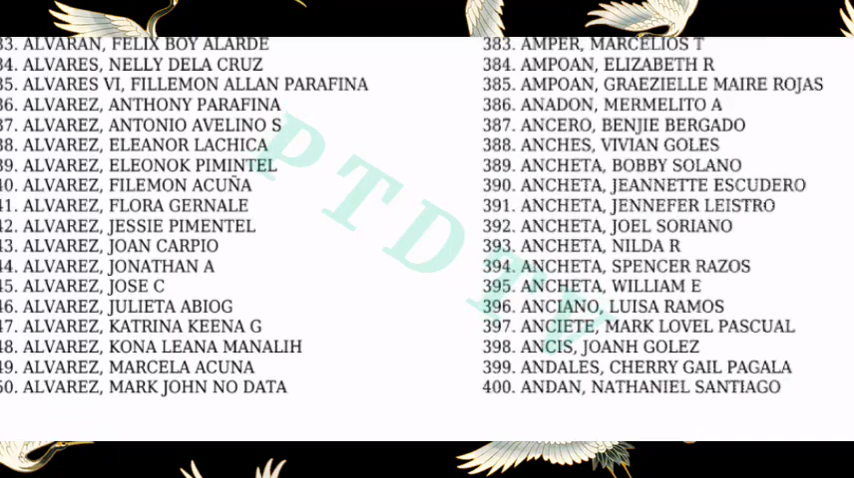 33. ALVARAN, FELIX BOY ALARDE
34. ALVARES, NELLY DELA CRUZ
35. ALVARES VI, FILLEMON ALLAN PARAFINA
36. ALVAREZ, ANTHONY PARAFINA
37. ALVAREZ, ANTONIO AVELINO S
38. ALVAREZ, ELEANOR LACHICA
39. ALVAREZ, ELEONOK PIMINTEL
40. ALVAREZ, FILEMON ACUÑA
41. ALVAREZ, FLORA GERNALE
42. ALVAREZ, JESSIE PIMENTEL
43. ALVAREZ, JOAN CARPIO
44. ALVAREZ, JONATHAN A
45. ALVAREZ, JOSE C
46. ALVAREZ, JULIETA ABIOG
47. ALVAREZ, KATRINA KEENA G
48. ALVAREZ, KONA LEANA MANALIH
49. ALVAREZ, MARCELA ACUNA
50. ALVAREZ, MARK JOHN NO DATA
383. AMPER, MARCELIOS T
384. AMPOAN, ELIZABETH R
385. AMPOAN, GRAEZIELLE MAIRE ROJAS
386. ANADON, MERMELITO A
387. ANCERO, BENJIE BERGADO
388. ANCHES, VIVIAN GOLES
389. ANCHETA, BOBBY SOLANO
390. ANCHETA, JEANNETTE ESCUDERO
391. ANCHETA, JENNEFER LEISTRO
392. ANCHETA, JOEL SORIANO
393. ANCHETA, NILDA R
394. ANCHETA, SPENCER RAZOS
395. ANCHETA, WILLIAM E
396. ANCIANO, LUISA RAMOS
397. ANCIETE, MARK LOVEL PASCUAL
398. ANCIS, JOANH GOLEZ
399. ANDALES, CHERRY GAIL PAGALA
400. ANDAN, NATHANIEL SANTIAGO
PTDTV